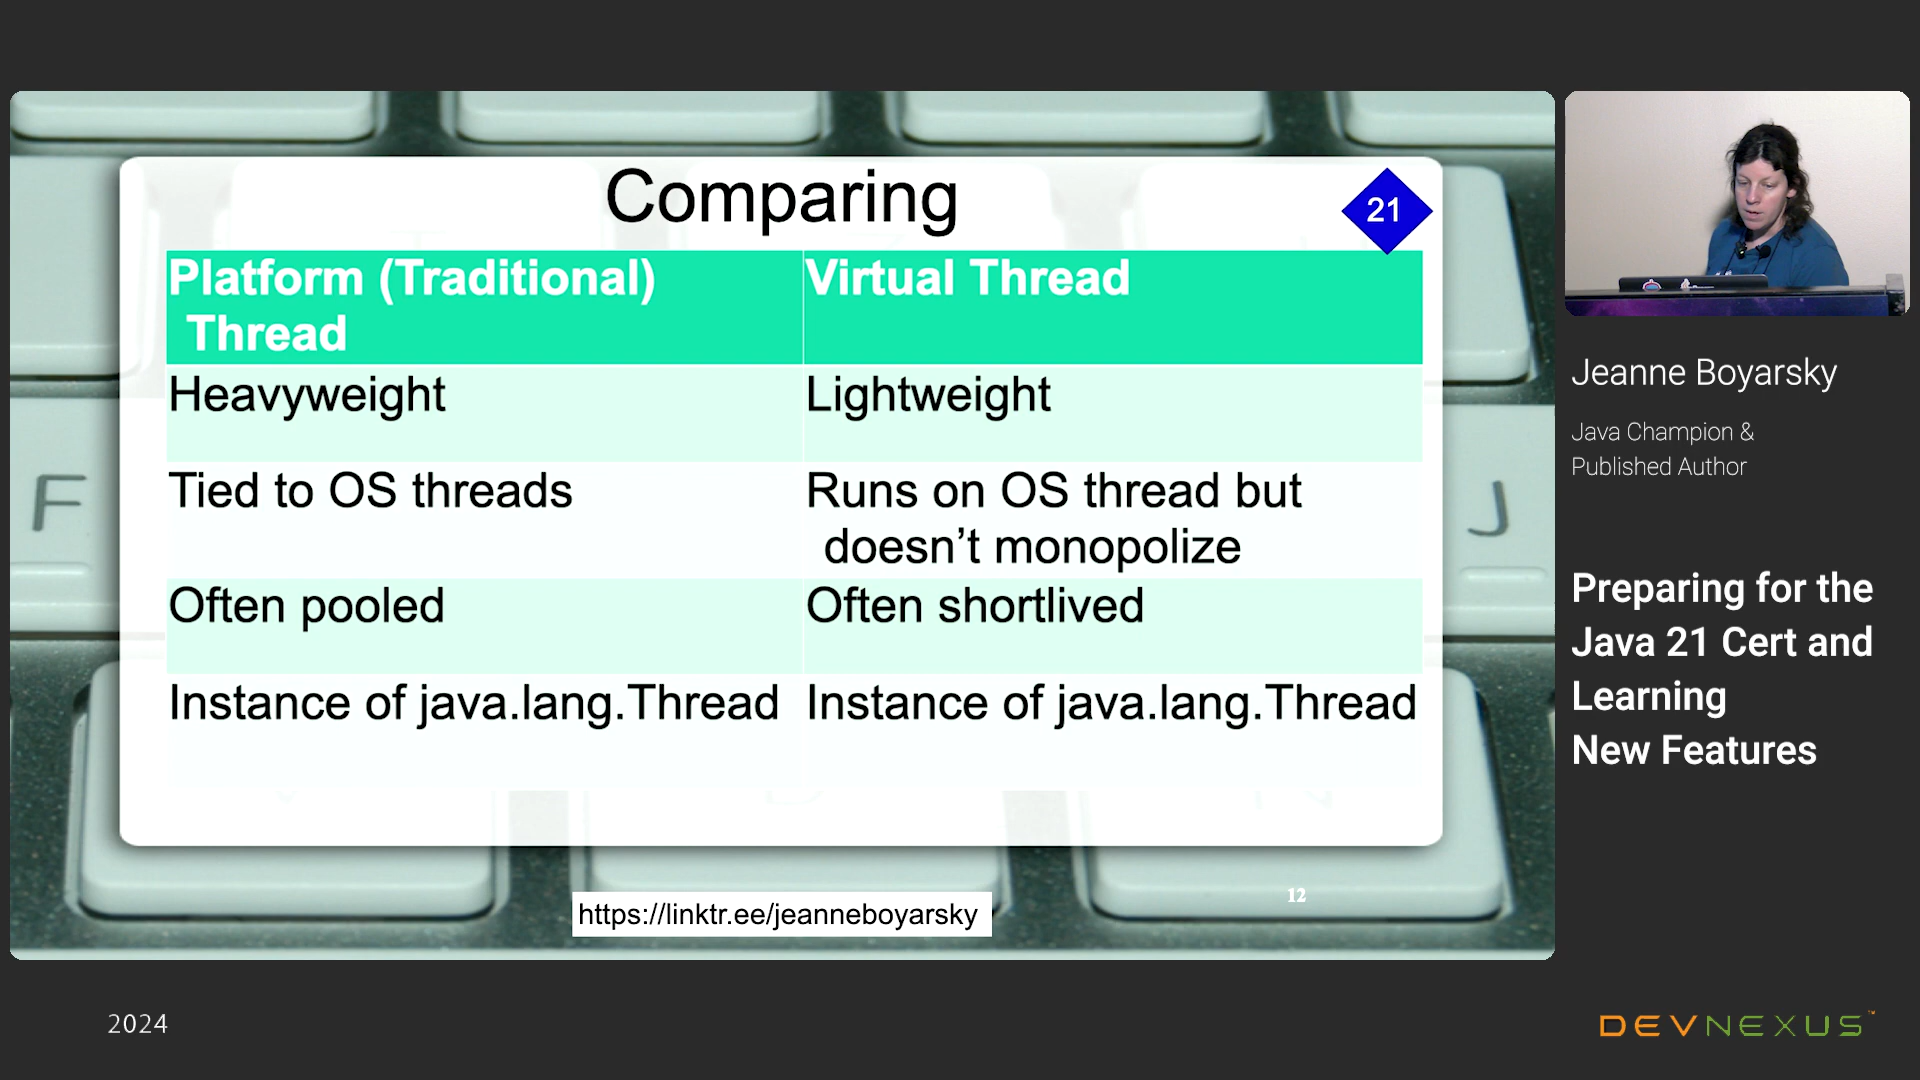 Comparing
21
Platform (Traditional)
Thread
Virtual Thread
Heavyweight
Lightweight
Tied to OS threads
Runs on OS thread but
doesn’t monopolize
Often pooled
Often shortlived
Instance of java.lang.Thread
Instance of java.lang.Thread
F
J
12
https://linktr.ee/jeanneboyarsky
Jeanne Boyarsky
Java Champion &
Published Author
Preparing for the
Java 21 Cert and
Learning
New Features
2024
DEVNEXUS™